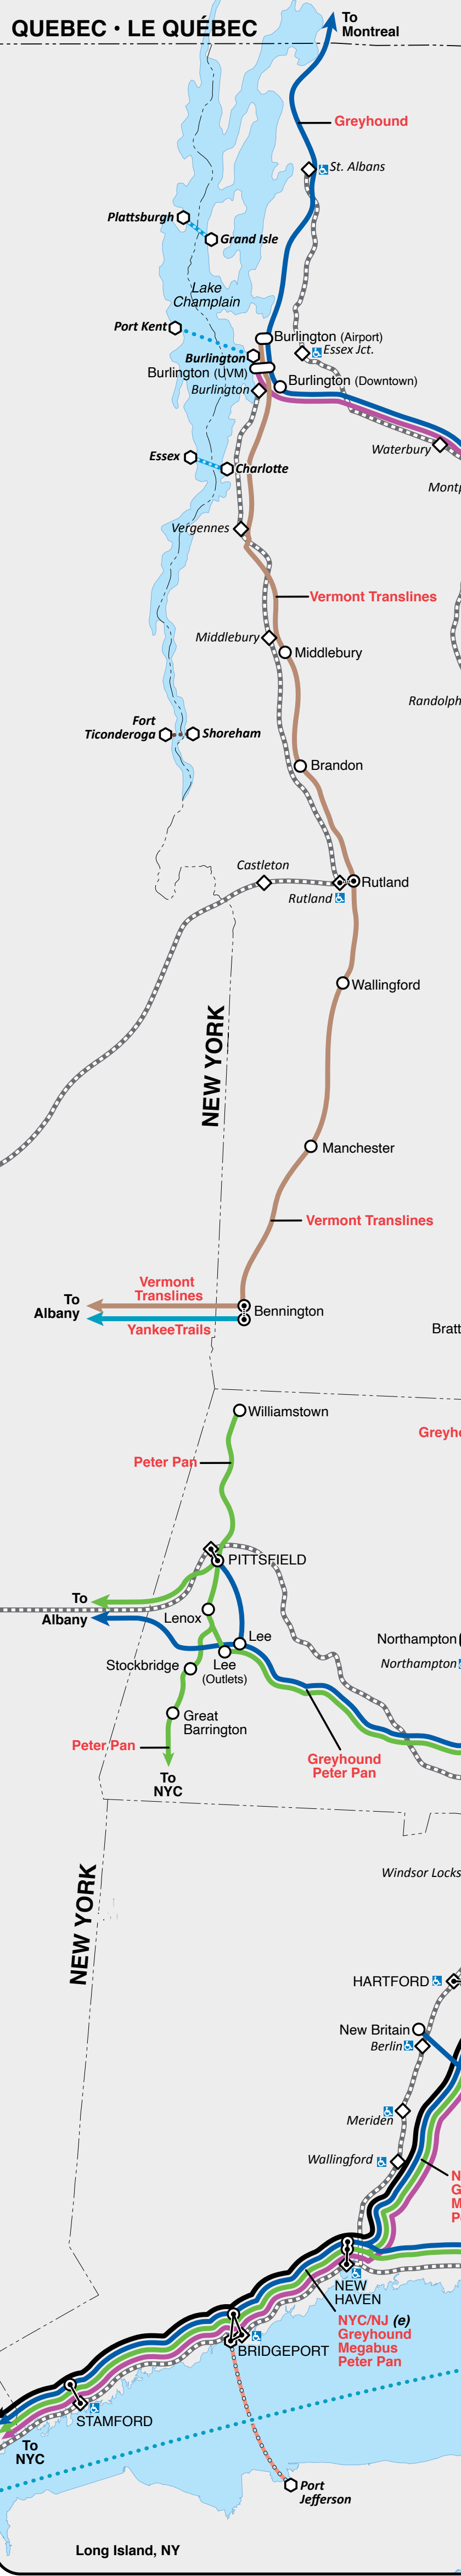 QUEBEC • LE QUÉBEC
To
Montreal
Greyhound
St. Albans
Plattsburgh
Grand Isle
Lake
Champlain
Port Kent
Burlington (Airport)
Essex Jct.
Burlington
Burlington (UVM)
Burlington (Downtown)
Burlington
Waterbury
Essex
Charlotte
Montp
Vergennes
Vermont Translines
Middlebury
Middlebury
Randolph
Fort
Ticonderoga
Shoreham
Brandon
Castleton
Rutland
Rutland
Wallingford
NEW YORK
Manchester
Vermont Translines
Vermont
Translines
To
Albany
Bennington
YankeeTrails
Bratt
Williamstown
Greyho
Peter Pan
PITTSFIELD
To
Albany
Lenox
Lee
Northampton
Stockbridge
Lee
(Outlets)
Northampton
Great
Barrington
Peter Pan
Greyhound
Peter Pan
To
NYC
NEW YORK
Windsor Locks
HARTFORD
New Britain
Berlin
Meriden
Wallingford
N
G
M
P
NEW
HAVEN
NYC/NJ (e)
Greyhound
Megabus
Peter Pan
BRIDGEPORT
STAMFORD
To
NYC
Port
Jefferson
Long Island, NY